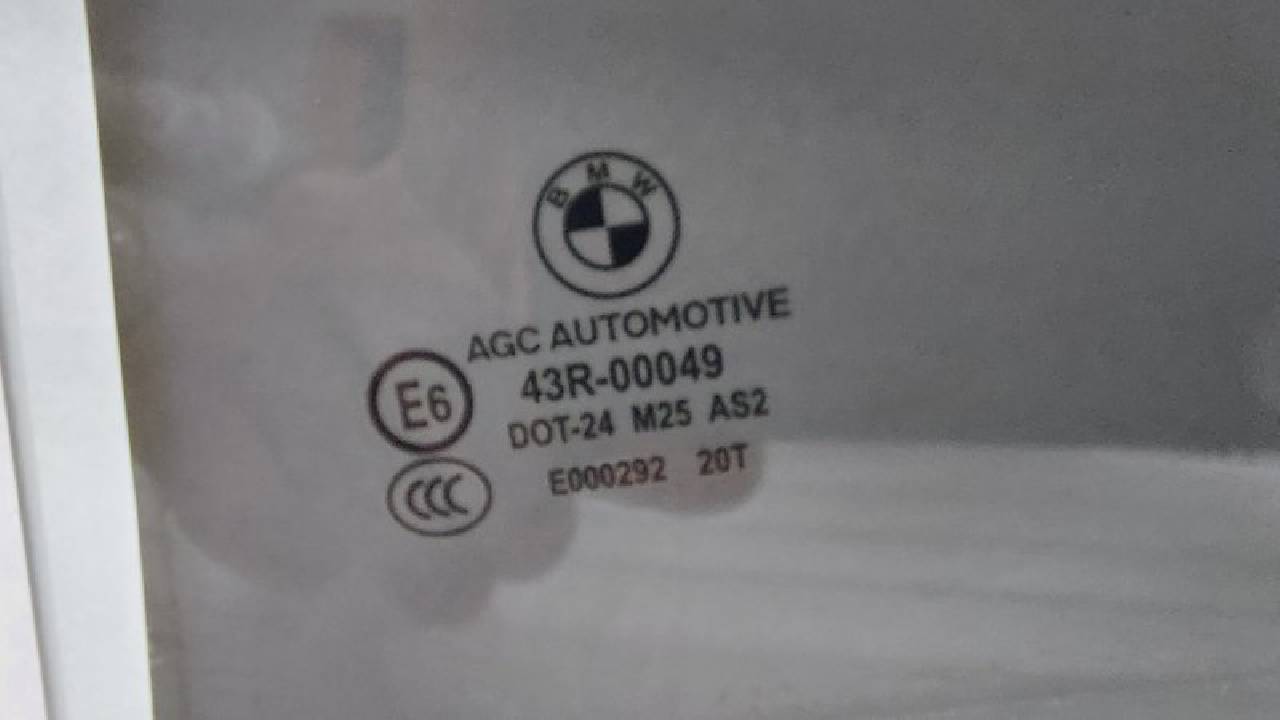 BMW
AGC AUTOMOTIVE
E6 43R-00049
DOT-24 M25 AS2
CCC E000292 20T